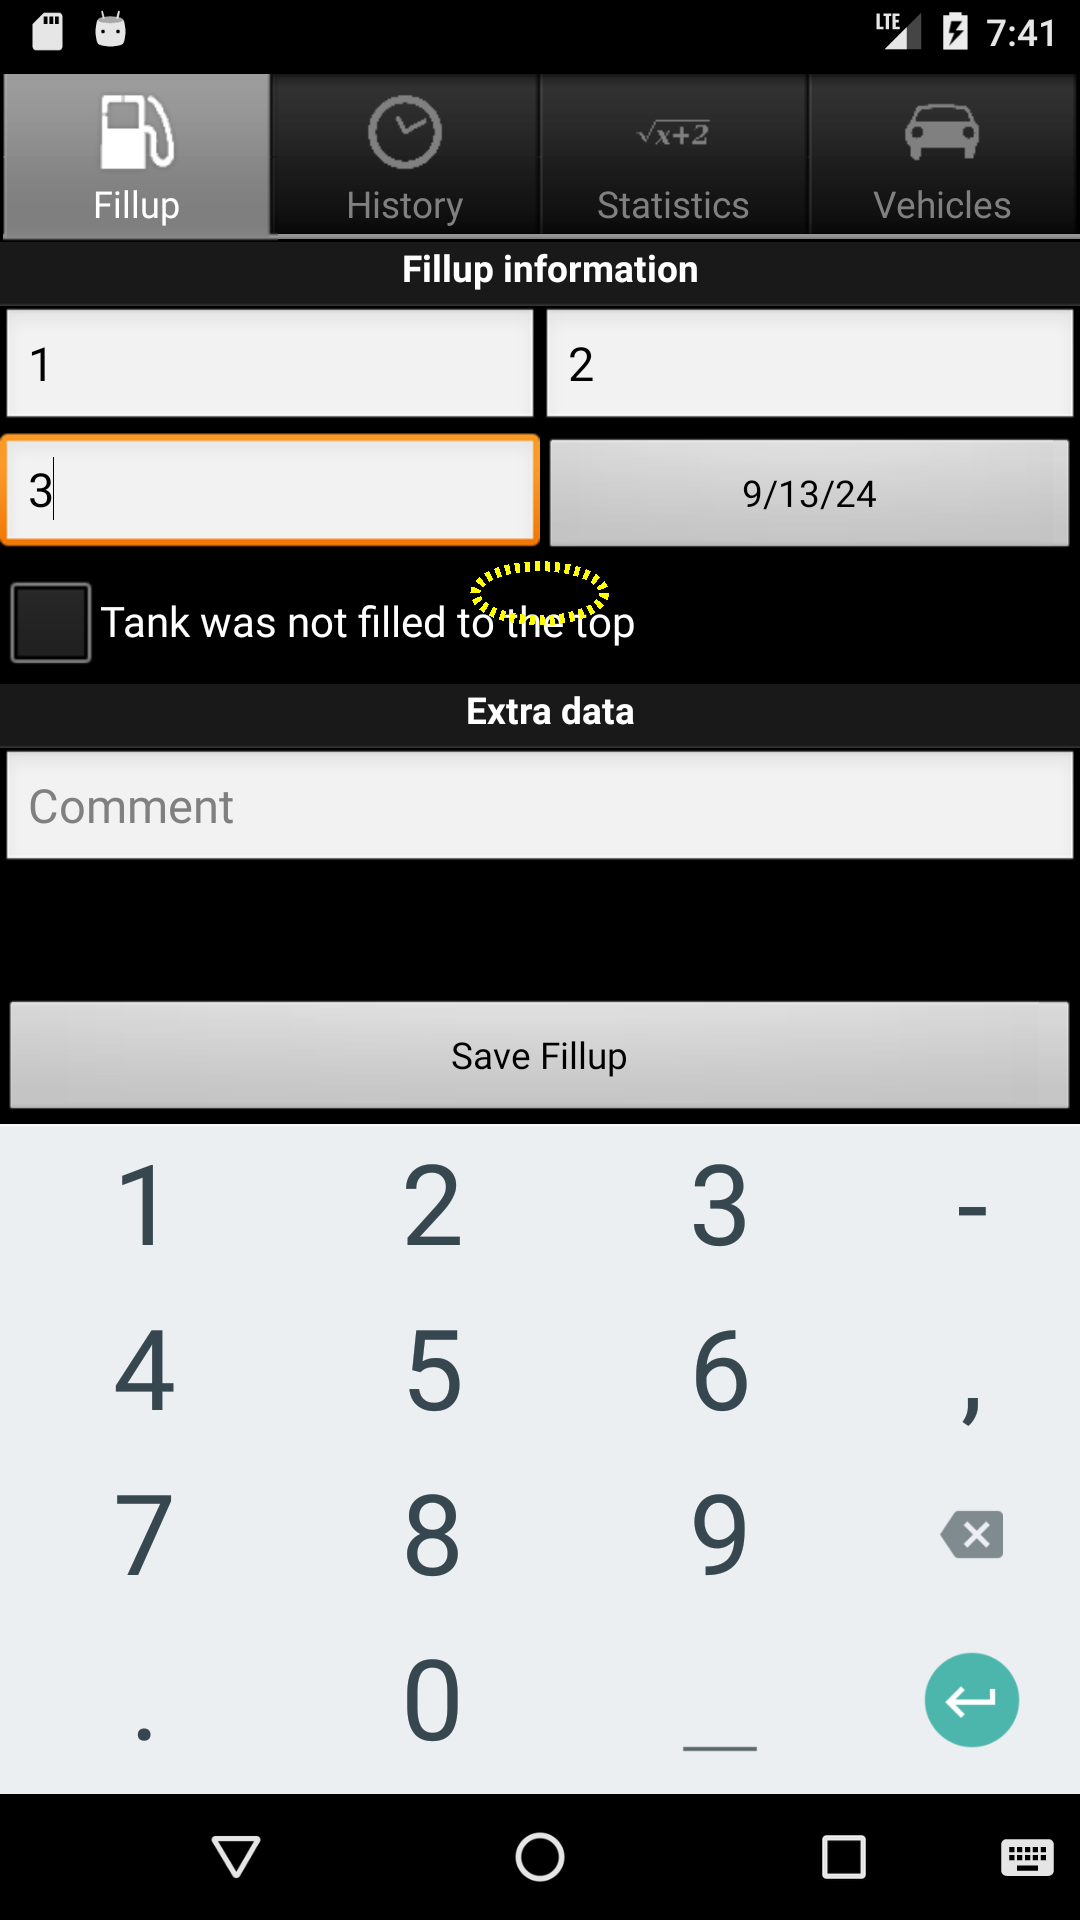 LTE 7:41
Fillup History √x+2 Statistics Vehicles
Fillup information
1 2
3 9/13/24
Tank was not filled to the top
Extra data
Comment
Save Fillup
1 2 3 -
4 5 6 ,
7 8 9
. 0 _